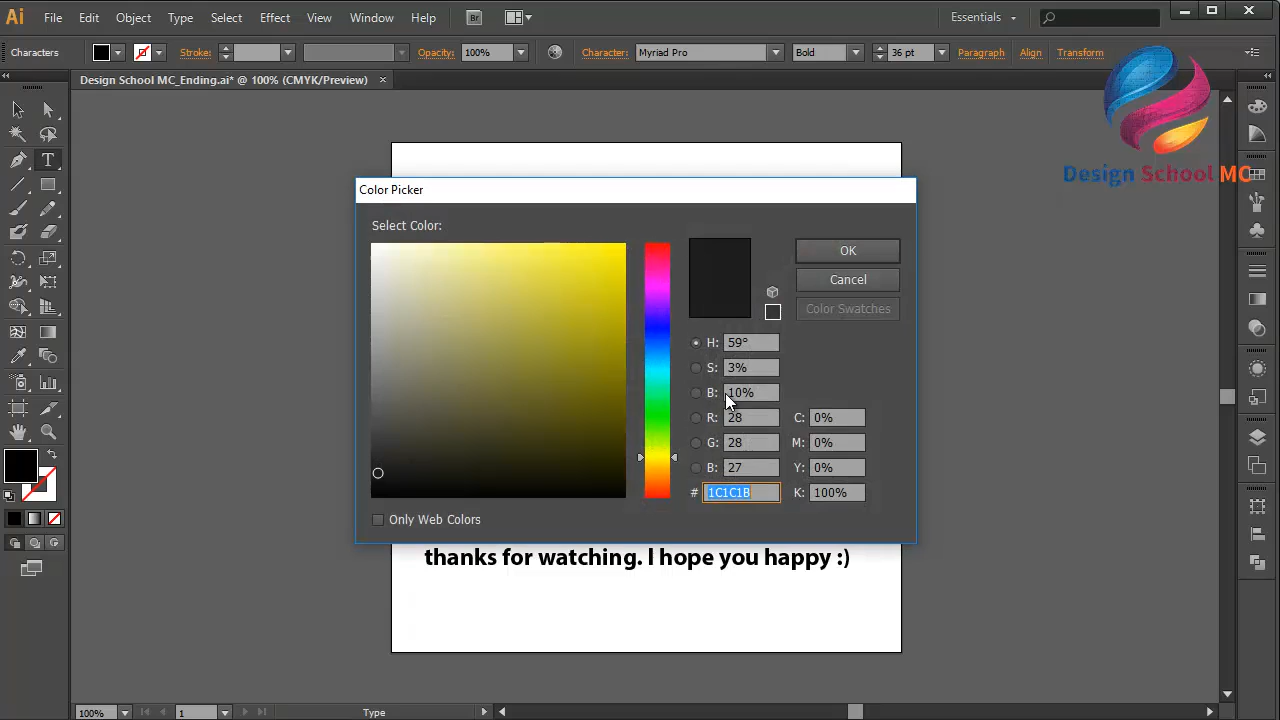 Ai File Edit Object Type Select Effect View Window Help Br Essentials
Characters Stroke: Opacity: 100% Character: Myriad Pro Bold 36 pt Paragraph Align Transform
Design School MC_Ending.ai* @ 100% (CMYK/Preview)
Design School MC
Color Picker
Select Color:
OK
Cancel
Color Swatches
H: 59°
S: 3%
B: 10%
R: 28 C: 0%
G: 28 M: 0%
B: 27 Y: 0%
# 1C1C1B K: 100%
Only Web Colors
thanks for watching. I hope you happy :)
100% 1 Type